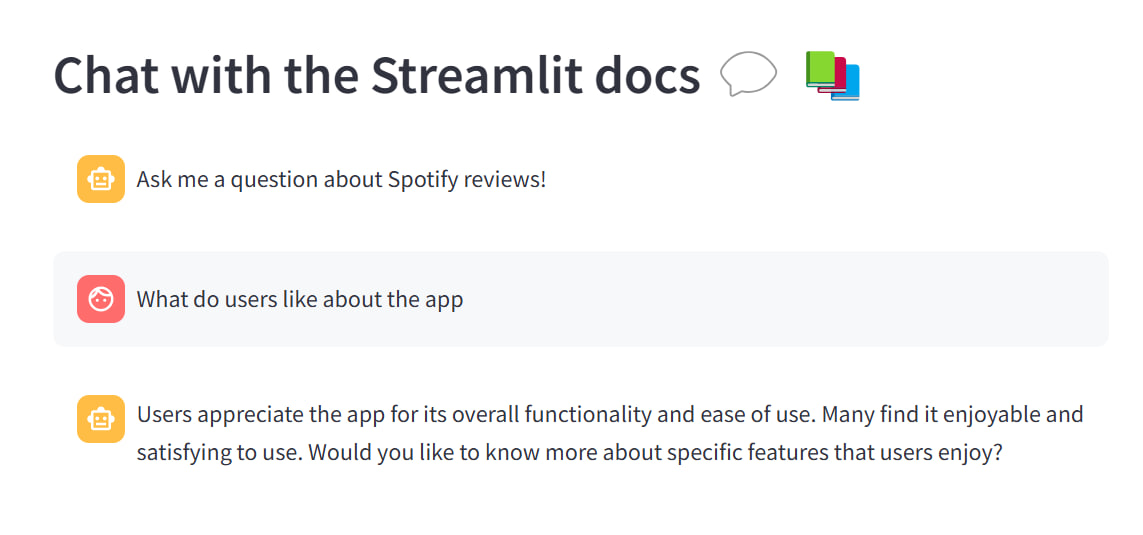 Chat with the Streamlit docs
Ask me a question about Spotify reviews!
What do users like about the app
Users appreciate the app for its overall functionality and ease of use. Many find it enjoyable and
satisfying to use. Would you like to know more about specific features that users enjoy?